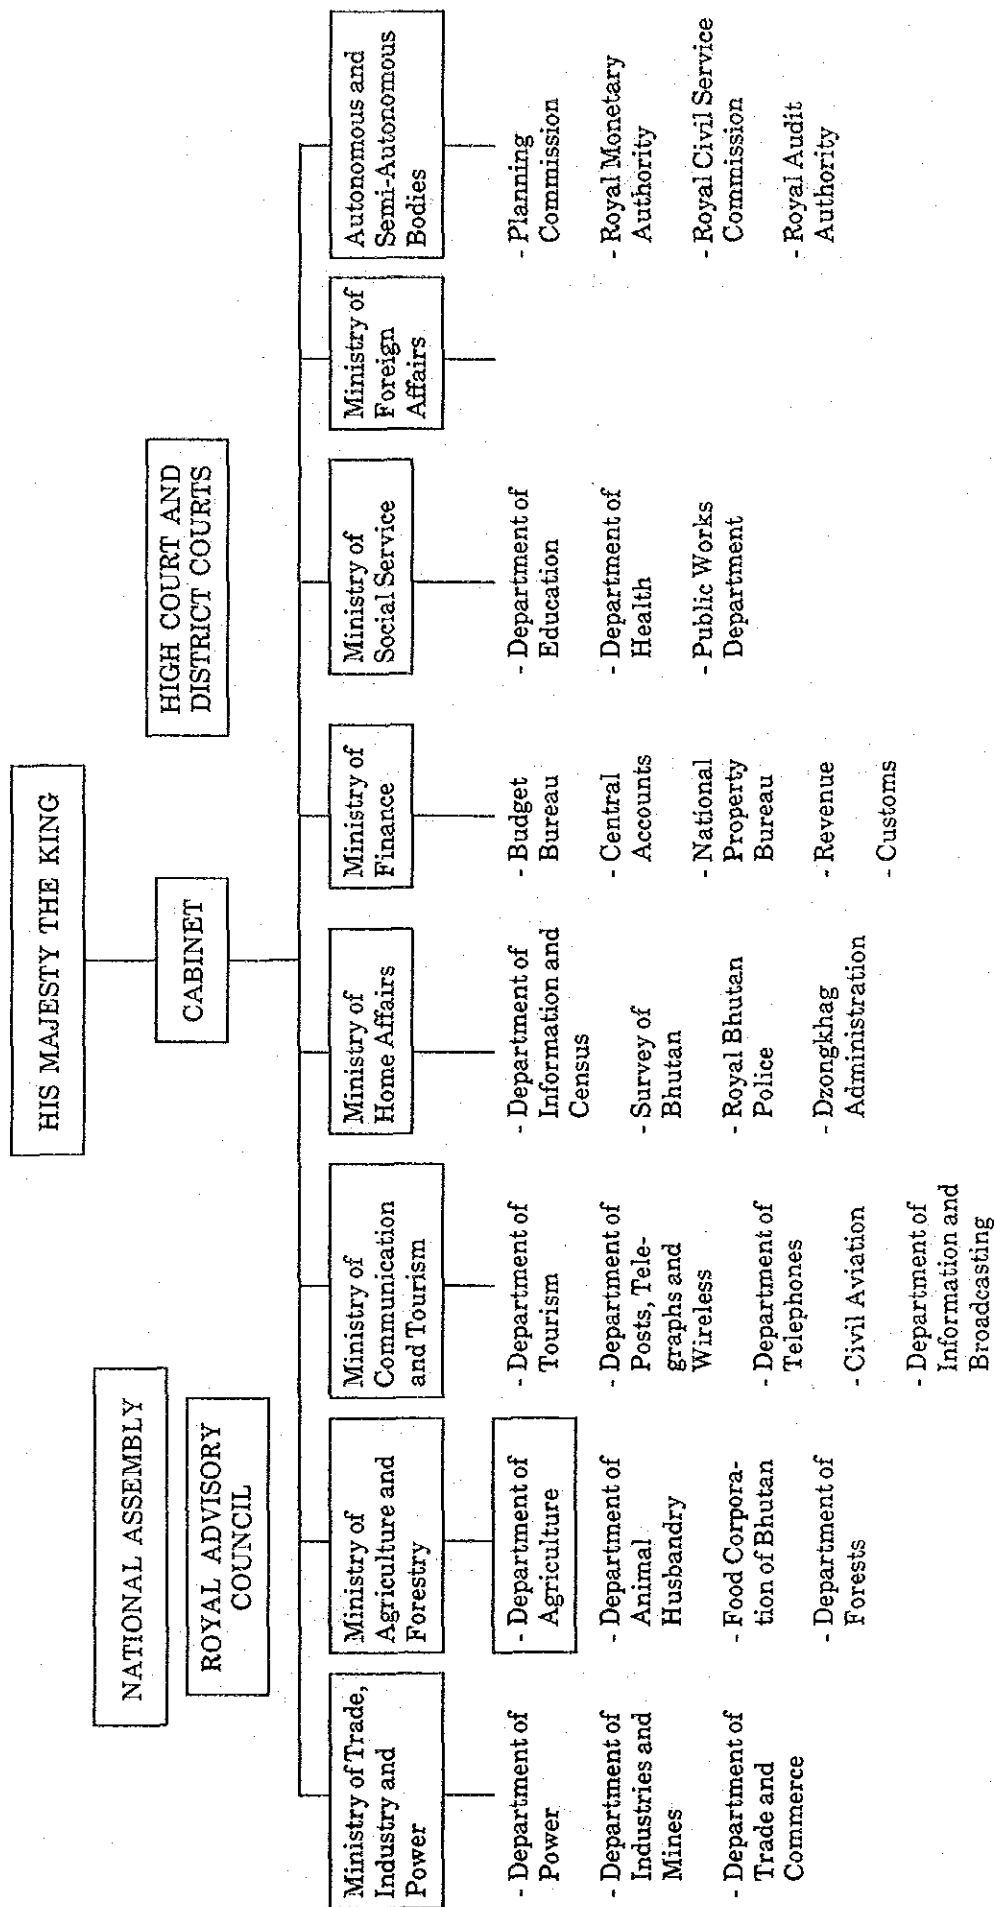 HIS MAJESTY THE KING
NATIONAL ASSEMBLY
ROYAL ADVISORY
COUNCIL
CABINET
HIGH COURT AND
DISTRICT COURTS
Ministry of Trade,
Industry and
Power
- Department of
Power
- Department of
Industries and
Mines
- Department of
Trade and
Commerce
Ministry of
Agriculture and
Forestry
- Department of
Agriculture
- Department of
Animal
Husbandry
- Food Corpora-
tion of Bhutan
- Department of
Forests
Ministry of
Communication
and Tourism
- Department of
Tourism
- Department of
Posts, Tele-
graphs and
Wireless
- Department of
Telephones
- Civil Aviation
- Department of
Information and
Broadcasting
Ministry of
Home Affairs
- Department of
Information and
Census
- Survey of
Bhutan
- Royal Bhutan
Police
- Dzongkhag
Administration
Ministry of
Finance
- Budget
Bureau
- Central
Accounts
- National
Property
Bureau
- Revenue
- Customs
Ministry of
Social Service
- Department of
Education
- Department of
Health
- Public Works
Department
Ministry of
Foreign
Affairs
Autonomous and
Semi-Autonomous
Bodies
- Planning
Commission
- Royal Monetary
Authority
- Royal Civil Service
Commission
- Royal Audit
Authority